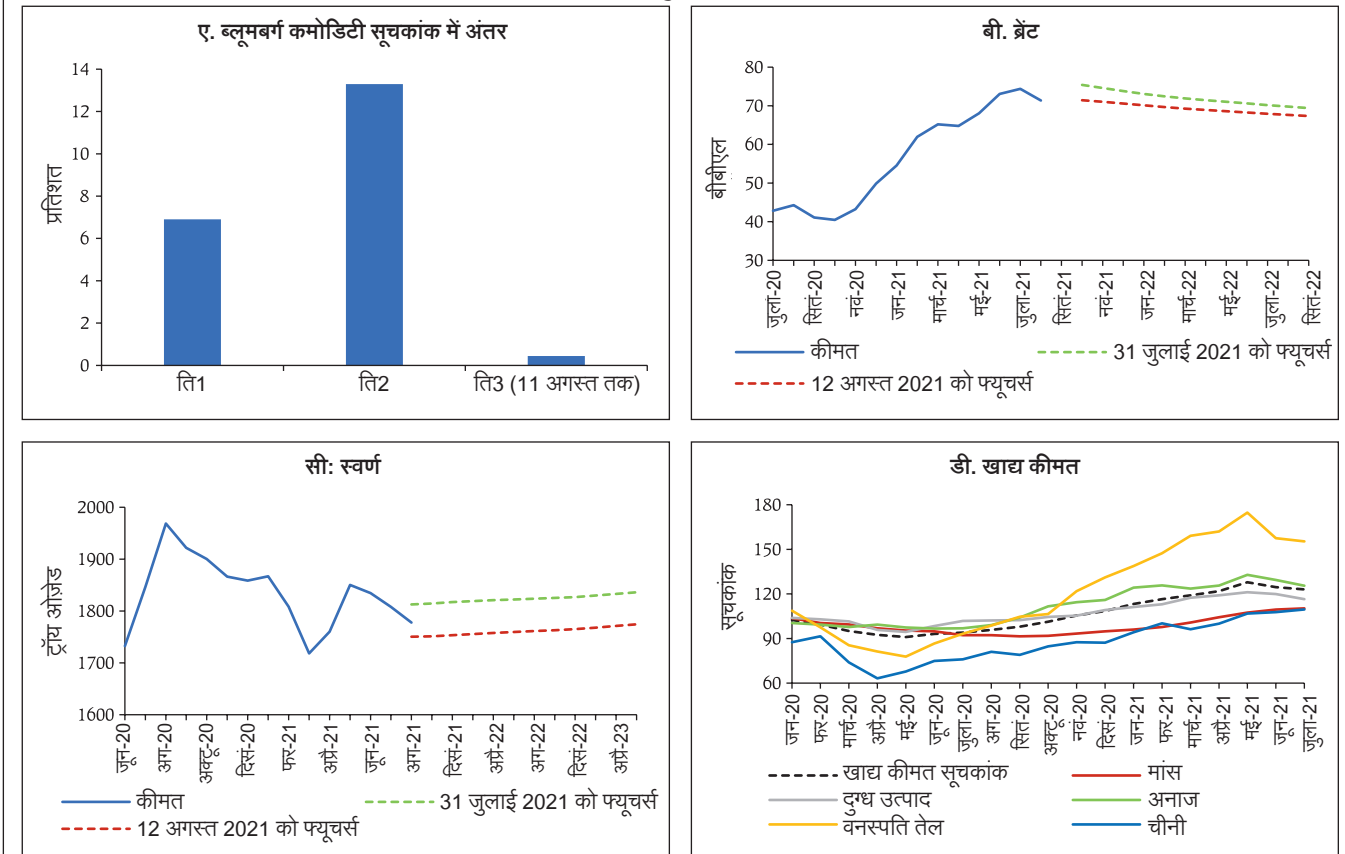 ए. ब्लूमबर्ग कमोडिटी सूचकांक में अंतर
प्रतिशत
14
12
10
8
6
4
2
0
ति1
ति2
ति3 (11 अगस्त तक)
बी. ब्रेंट
बीबीएल
80
70
60
50
40
30
जुला-20
सितं-20
नवं-20
जन-21
मार्च-21
मई-21
जुला-21
सितं-21
नवं-21
जन-22
मार्च-22
मई-22
जुला-22
सितं-22
कीमत
31 जुलाई 2021 को फ्यूचर्स
12 अगस्त 2021 को फ्यूचर्स
सी: स्वर्ण
ट्रॉय ओज़ेड
2000
1900
1800
1700
1600
जून-20
अग-20
अक्टू-20
दिसं-20
फर-21
अप्रै-21
जून-21
अग-21
दिसं-21
अप्रै-22
अग-22
दिसं-22
अप्रै-23
कीमत
31 जुलाई 2021 को फ्यूचर्स
12 अगस्त 2021 को फ्यूचर्स
डी. खाद्य कीमत
सूचकांक
180
150
120
90
60
जन-20
फर-20
मार्च-20
अप्रै-20
मई-20
जून-20
जुला-20
अग-20
सितं-20
अक्टू-20
नवं-20
दिसं-20
जन-21
फर-21
मार्च-21
अप्रै-21
मई-21
जून-21
जुला-21
खाद्य कीमत सूचकांक
मांस
दुग्ध उत्पाद
अनाज
वनस्पति तेल
चीनी